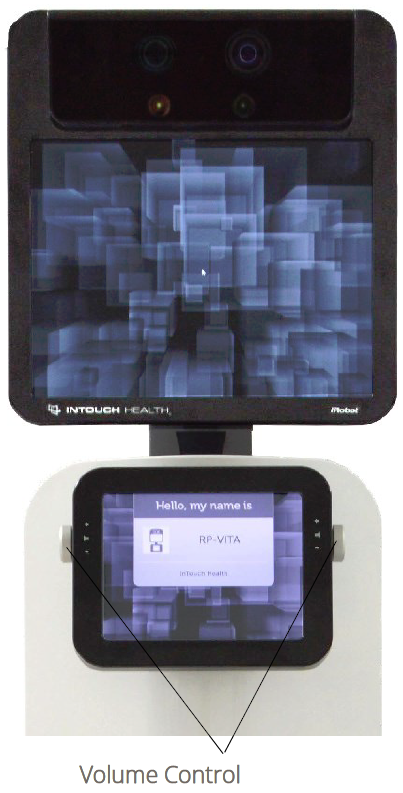 INTOUCH HEALTH
iRobot
Hello, my name is
RP-VITA
InTouch Health
+
-
+
-
Volume Control